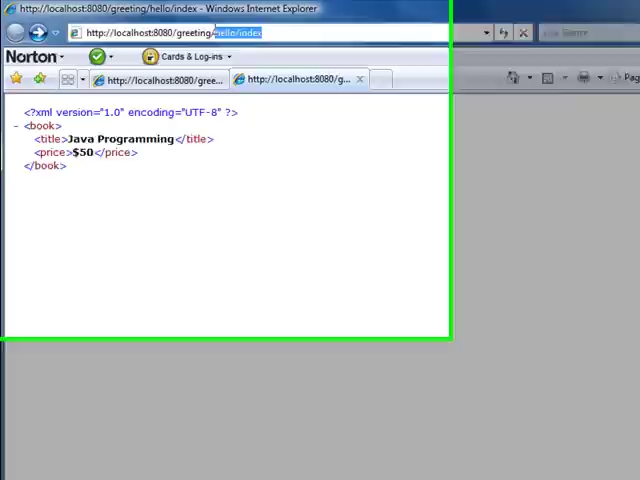 http://localhost:8080/greeting/hello/index - Windows Internet Explorer
http://localhost:8080/greeting/hello/index
Norton
Cards & Log-ins
http://localhost:8080/gree...
http://localhost:8080/g...
Pag
<?xml version="1.0" encoding="UTF-8" ?>
- <book>
<title>Java Programming</title>
<price>$50</price>
</book>